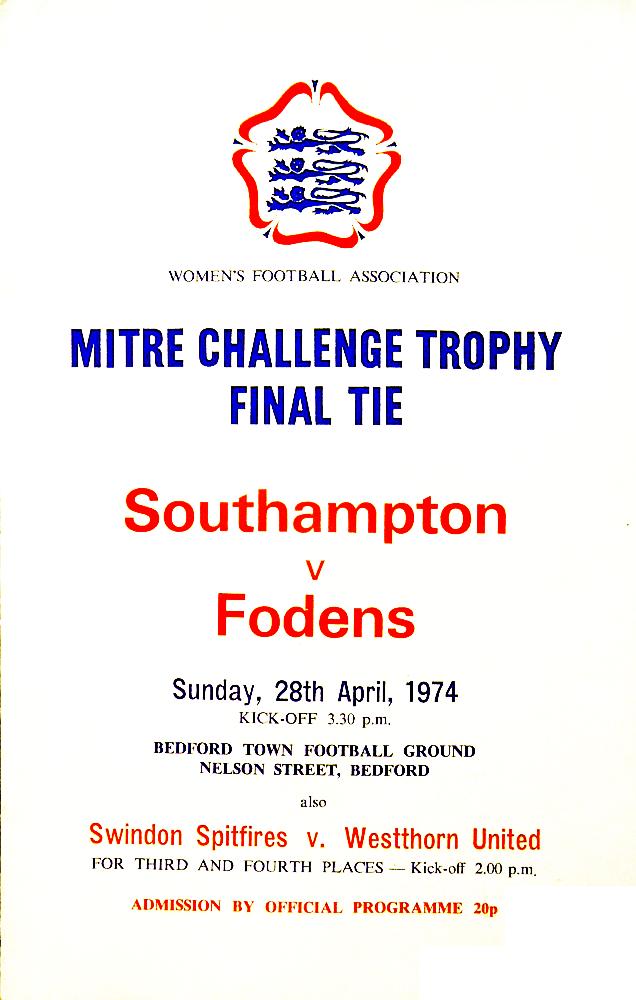 WOMEN'S FOOTBALL ASSOCIATION
MITRE CHALLENGE TROPHY
FINAL TIE
Southampton
v
Fodens
Sunday, 28th April, 1974
KICK-OFF 3.30 p.m.
BEDFORD TOWN FOOTBALL GROUND
NELSON STREET, BEDFORD
also
Swindon Spitfires v. Westthorn United
FOR THIRD AND FOURTH PLACES — Kick-off 2.00 p.m.
ADMISSION BY OFFICIAL PROGRAMME 20p